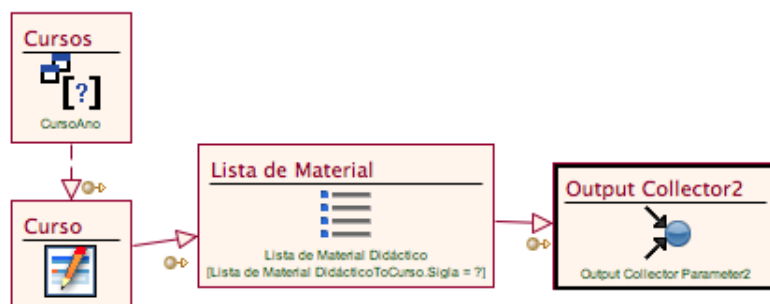 Cursos
[?]
CursoAno
Curso
Lista de Material
Lista de Material Didáctico
[Lista de Material DidácticoToCurso.Sigla = ?]
Output Collector2
Output Collector Parameter2